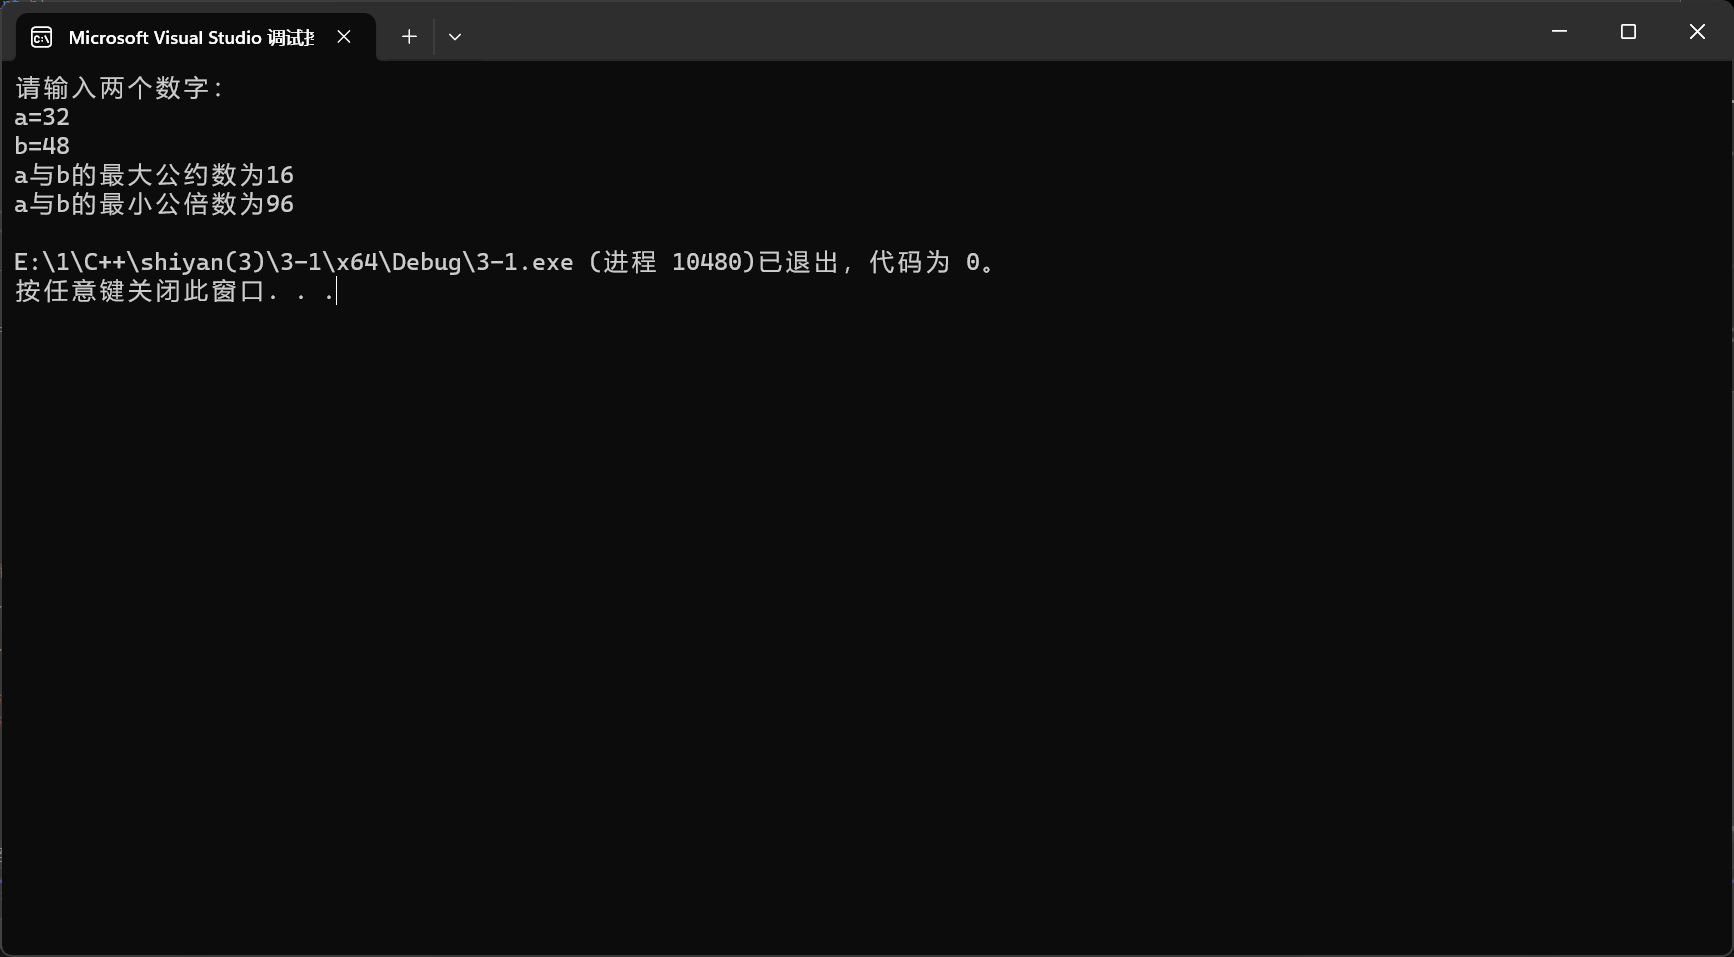 Microsoft Visual Studio 调试
请输入两个数字：
a=32
b=48
a与b的最大公约数为16
a与b的最小公倍数为96
E:\1\C++\shiyan(3)\3-1\x64\Debug\3-1.exe (进程 10480)已退出，代码为 0。
按任意键关闭此窗口. . .